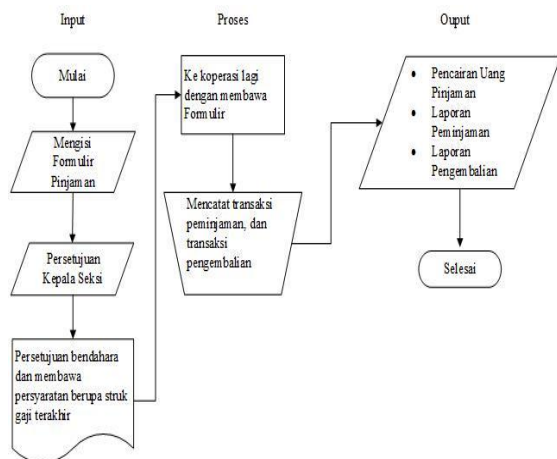 Input
Mulai
Mengisi
Formulir
Pinjaman
Persetujuan
Kepala Seksi
Persetujuan bendahara
dan membawa
persyaratan berupa struk
gaji terakhir
Proses
Ke koperasi lagi
dengan membawa
Formulir
Mencatat transaksi
peminjaman, dan
transaksi
pengembalian
Ouput
• Pencairan Uang
Pinjaman
• Laporan
Peminjaman
• Laporan
Pengembalian
Selesai